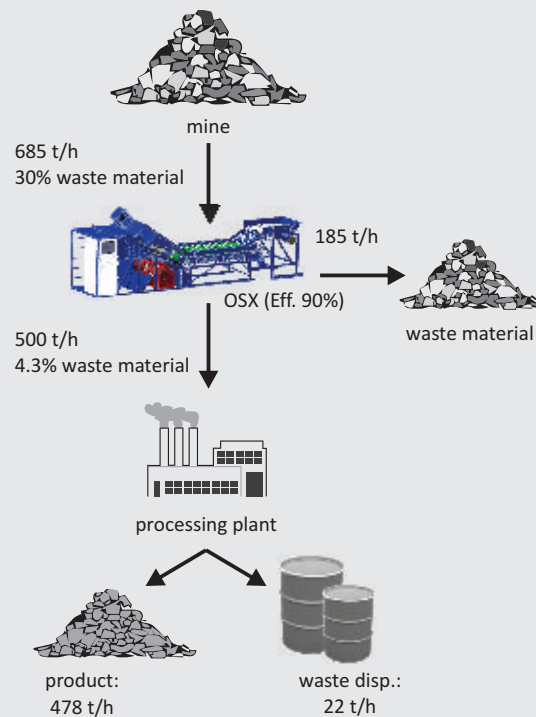 mine
685 t/h
30% waste material
185 t/h
OSX (Eff. 90%)
waste material
500 t/h
4.3% waste material
processing plant
product:
478 t/h
waste disp.:
22 t/h